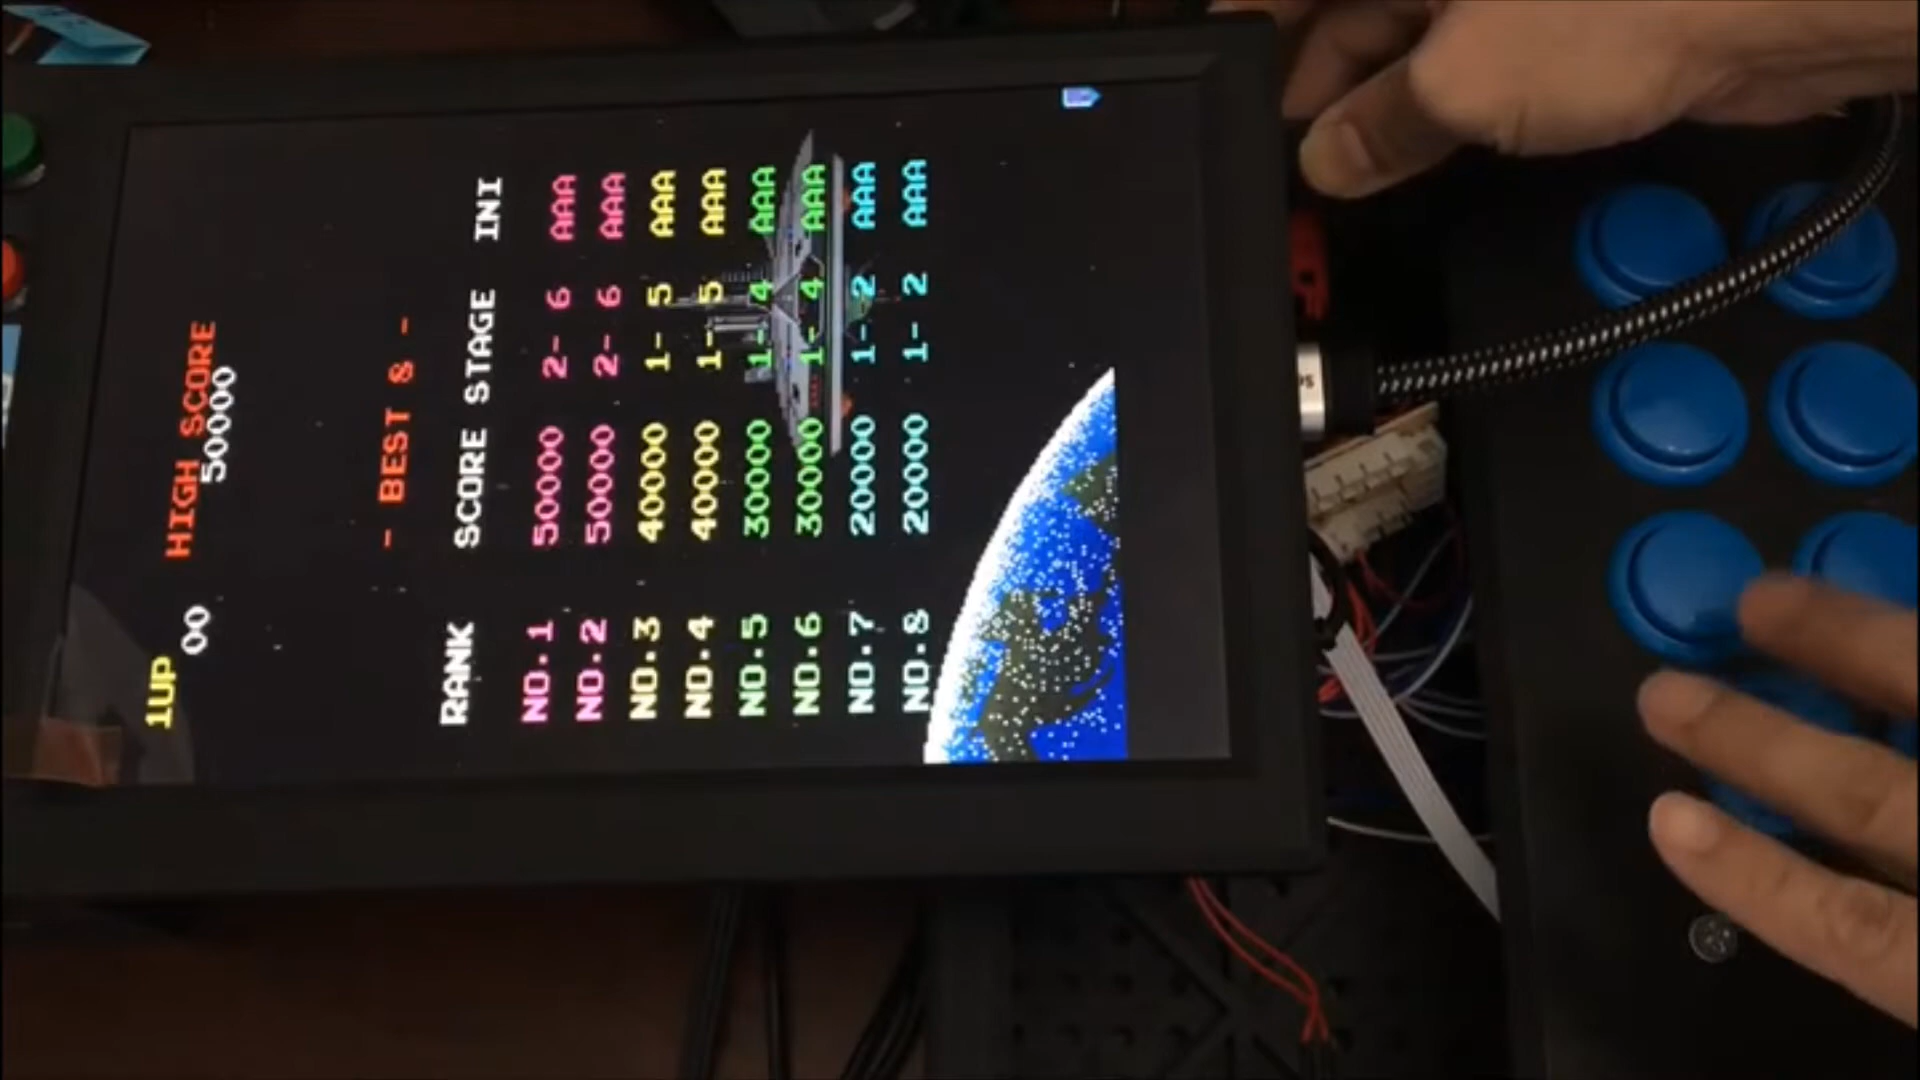 1UP HIGH SCORE
00 50000
- BEST 8 -
RANK SCORE STAGE INI
NO.1 50000 2- 6 AAA
NO.2 50000 2- 6 AAA
NO.3 40000 1- 5 AAA
NO.4 40000 1- 5 AAA
NO.5 30000 1- 4 AAA
NO.6 30000 1- 4 AAA
NO.7 20000 1- 2 AAA
NO.8 20000 1- 2 AAA